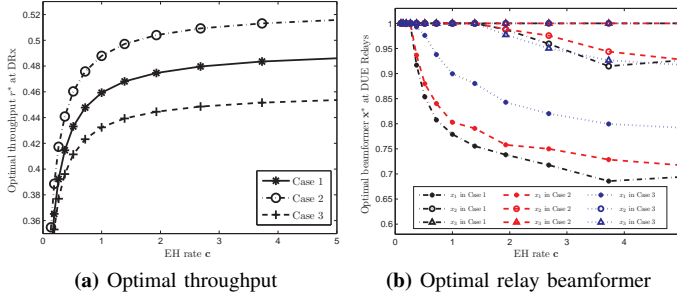 Optimal throughput ε* at DRx
0.52
0.5
0.48
0.46
0.44
0.42
0.4
0.38
0.36
0 1 2 3 4 5
EH rate c
Case 1
Case 2
Case 3
(a) Optimal throughput
Optimal beamformer x* at DUE Relays
1
0.95
0.9
0.85
0.8
0.75
0.7
0.65
0.6
0 1 2 3 4
EH rate c
x₁ in Case 1 x₁ in Case 2 x₁ in Case 3
x₂ in Case 1 x₂ in Case 2 x₂ in Case 3
x₃ in Case 1 x₃ in Case 2 x₃ in Case 3
(b) Optimal relay beamformer